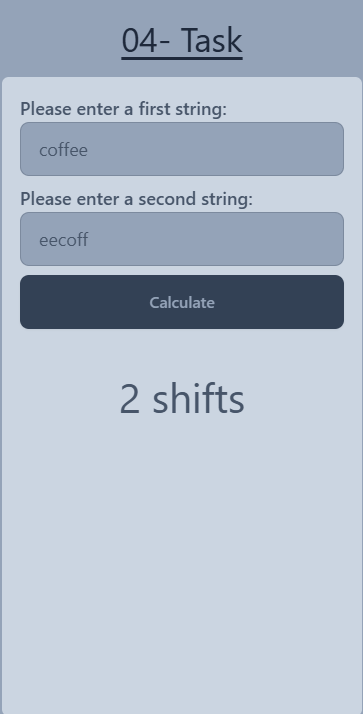 04- Task
Please enter a first string:
coffee
Please enter a second string:
eecoff
Calculate
2 shifts